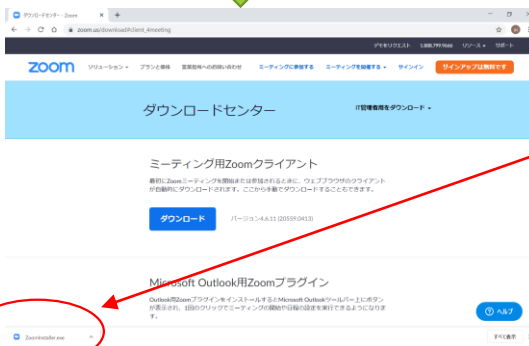 ダウンロードセンター - Zoom
zoom.us/download#client_4meeting
デモをリクエスト 1.888.799.9666 リソース サポート
zoom ソリューション プランと価格 営業担当へのお問い合わせ ミーティングに参加する ミーティングを開催する サインイン サインアップは無料です
ダウンロードセンター IT管理者用をダウンロード
ミーティング用Zoomクライアント
最初にZoomミーティングを開始または参加されるときに、ウェブブラウザのクライアント
が自動的にダウンロードされます。ここから手動でダウンロードすることもできます。
ダウンロード バージョン4.6.11 (20559.0413)
Microsoft Outlook用Zoomプラグイン
Outlook用ZoomプラグインをインストールするとMicrosoft Outlookツールバー上にボタン
が表示され、1回のクリックでミーティングの開始や日程の設定を実行できるようになりま
す。
ヘルプ
ZoomInstaller.exe すべて表示